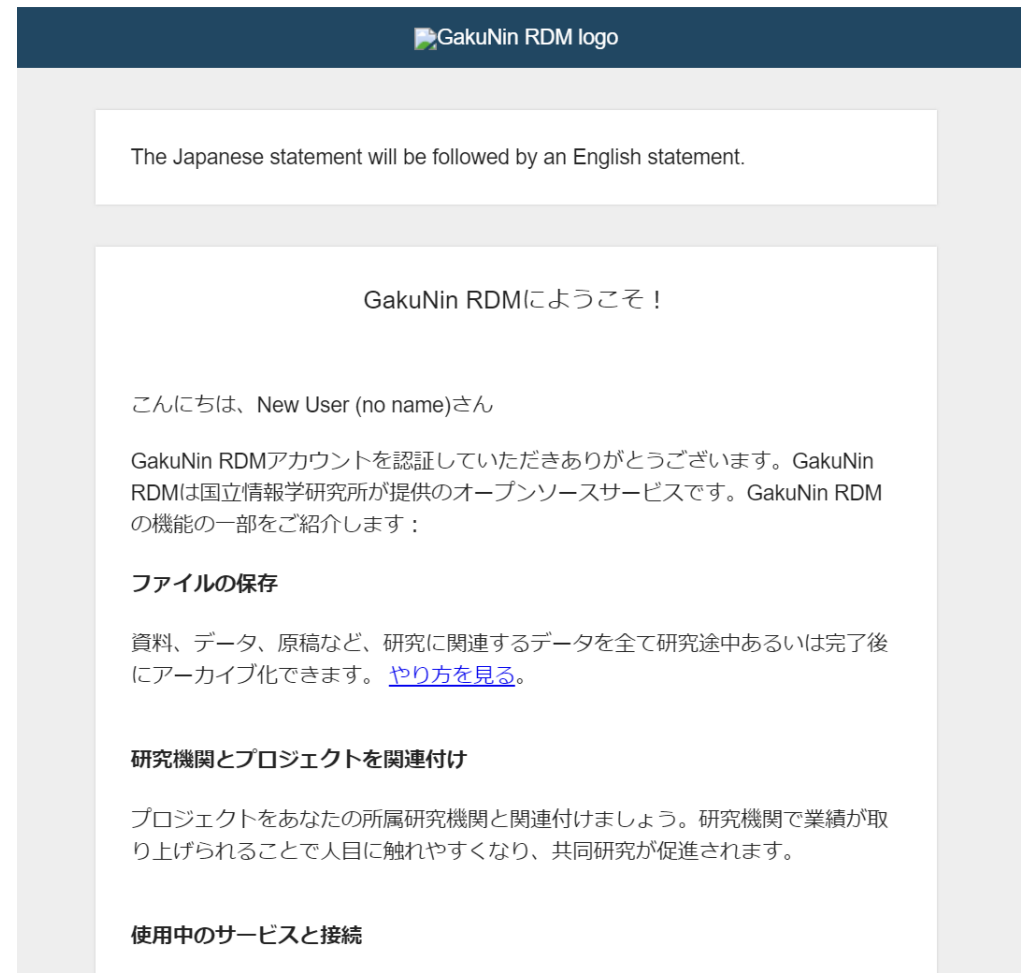 GakuNin RDM logo
The Japanese statement will be followed by an English statement.
GakuNin RDMにようこそ！
こんにちは、New User (no name)さん
GakuNin RDMアカウントを認証していただきありがとうございます。GakuNin
RDMは国立情報学研究所が提供のオープンソースサービスです。GakuNin RDM
の機能の一部をご紹介します：
ファイルの保存
資料、データ、原稿など、研究に関連するデータを全て研究途中あるいは完了後
にアーカイブ化できます。 やり方を見る。
研究機関とプロジェクトを関連付け
プロジェクトをあなたの所属研究機関と関連付けましょう。研究機関で業績が取
り上げられることで人目に触れやすくなり、共同研究が促進されます。
使用中のサービスと接続